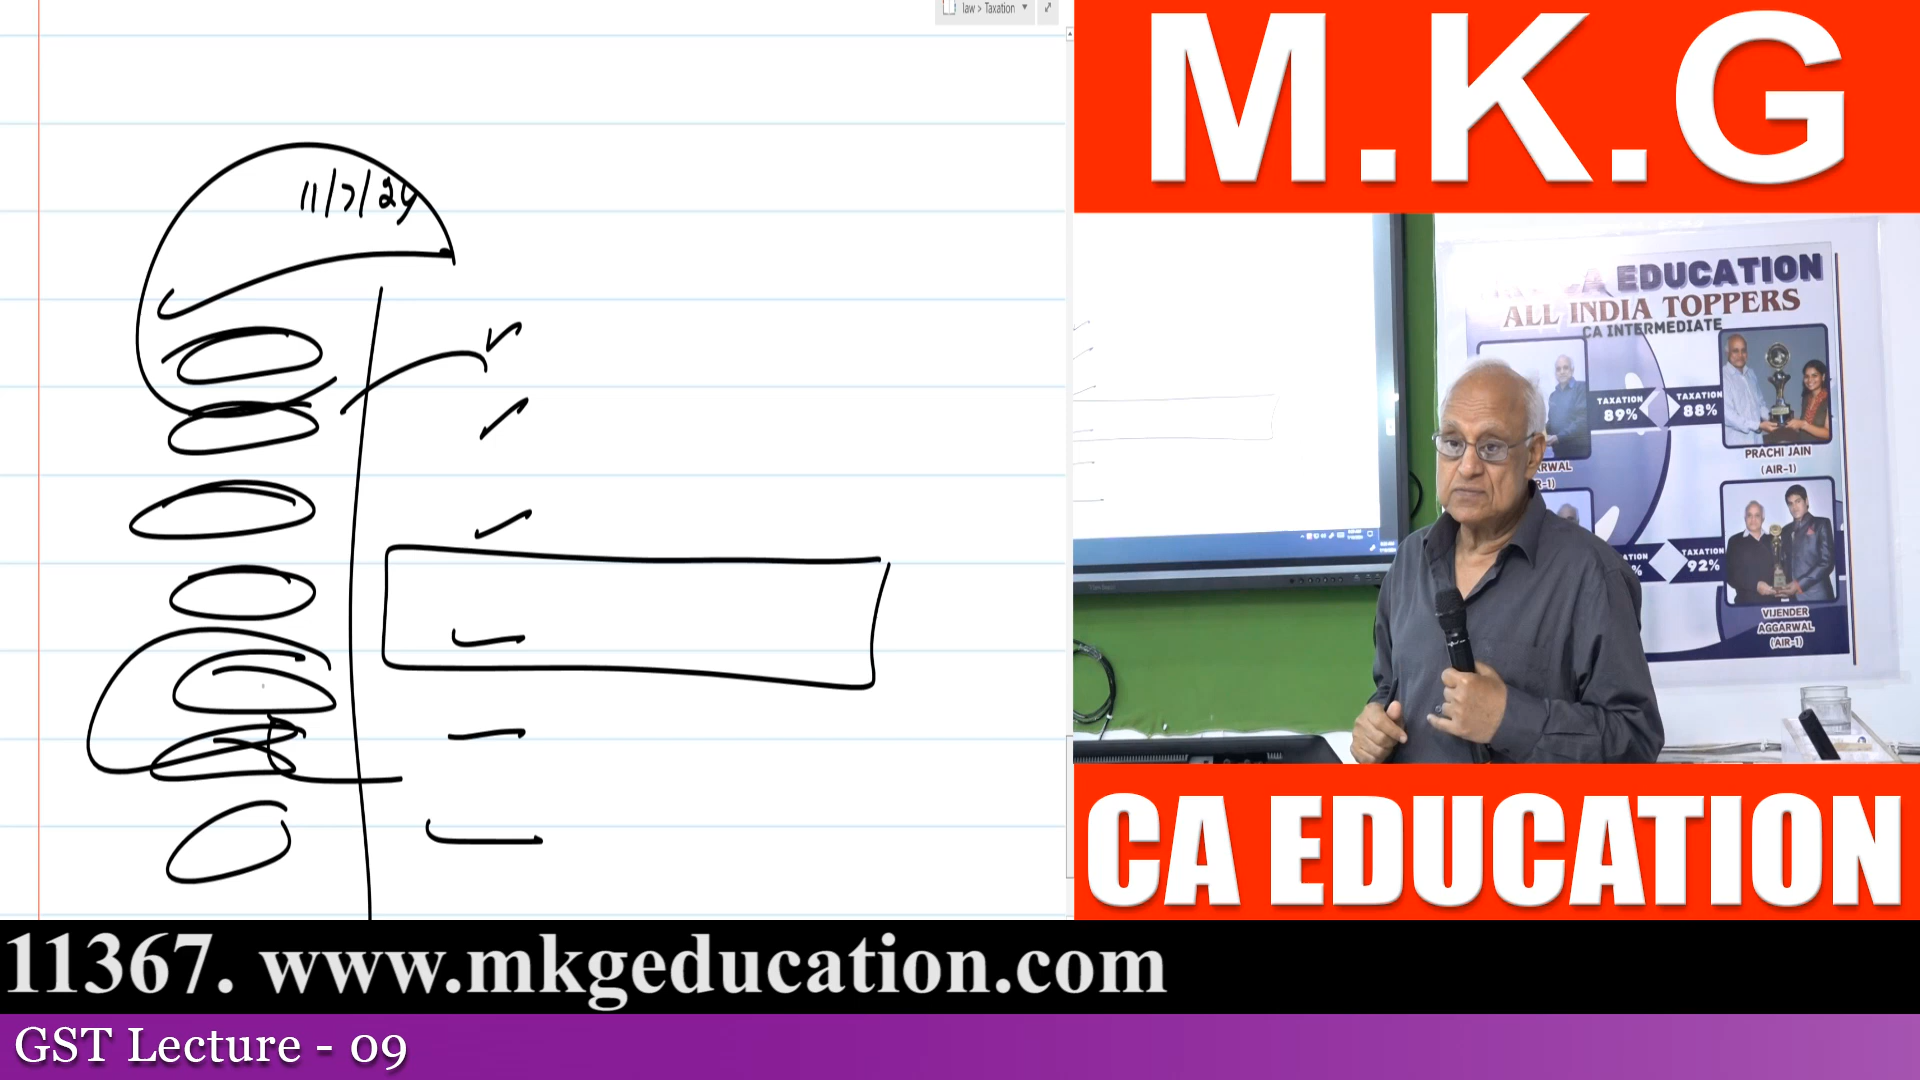 law > Taxation
11/7/24
M.K.G
EDUCATION
ALL INDIA TOPPERS
CA INTERMEDIATE
TAXATION
89%
TAXATION
88%
PRACHI JAIN
(AIR-1)
TAXATION
92%
VIJENDER
AGGARWAL
(AIR-1)
CA EDUCATION
11367. www.mkgeducation.com
GST Lecture - 09